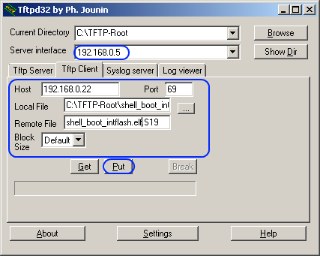 Tftpd32 by Ph. Jounin
Current Directory C:\TFTP-Root Browse
Server interface 192.168.0.5 Show Dir
Tftp Server Tftp Client Syslog server Log viewer
Host 192.168.0.22 Port 69
Local File C:\TFTP-Root\shell_boot_intf ...
Remote File shell_boot_intflash.elf.S19
Block Size Default
Get Put Break
About Settings Help